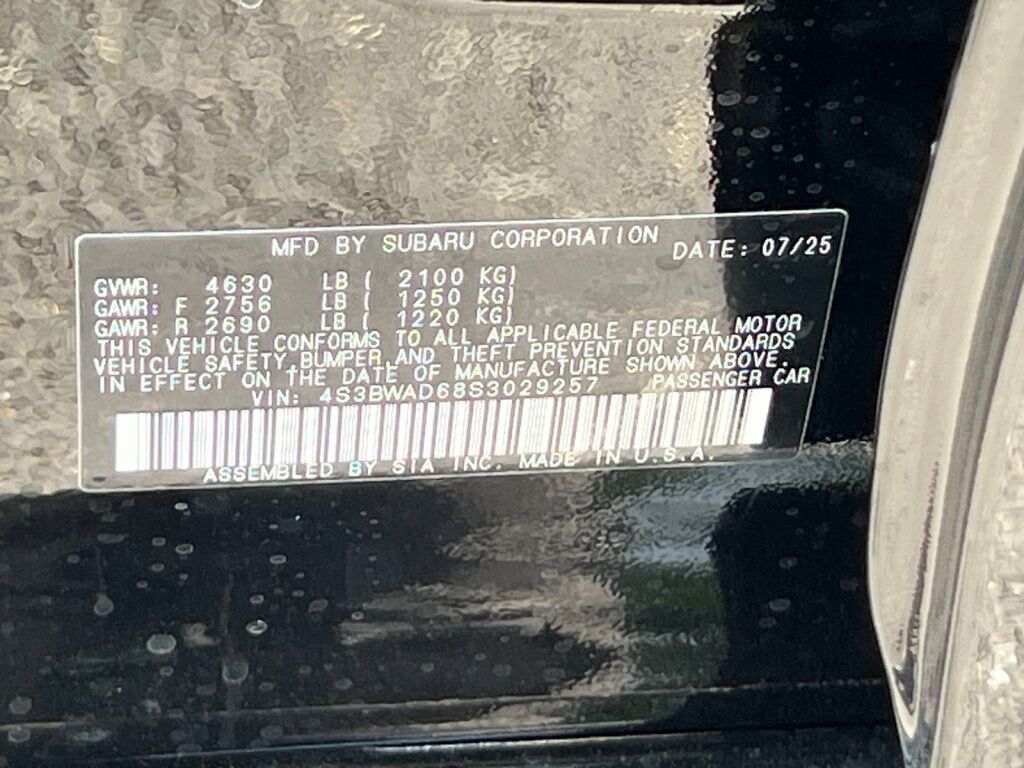 MFD BY SUBARU CORPORATION DATE: 07/25
GVWR: 4630 LB ( 2100 KG)
GAWR: F 2756 LB ( 1250 KG)
GAWR: R 2690 LB ( 1220 KG)
THIS VEHICLE CONFORMS TO ALL APPLICABLE FEDERAL MOTOR
VEHICLE SAFETY,BUMPER,AND THEFT PREVENTION STANDARDS
IN EFFECT ON THE DATE OF MANUFACTURE SHOWN ABOVE.
VIN: 4S3BWAD68S3029257 PASSENGER CAR
ASSEMBLED BY SIA INC. MADE IN U.S.A.